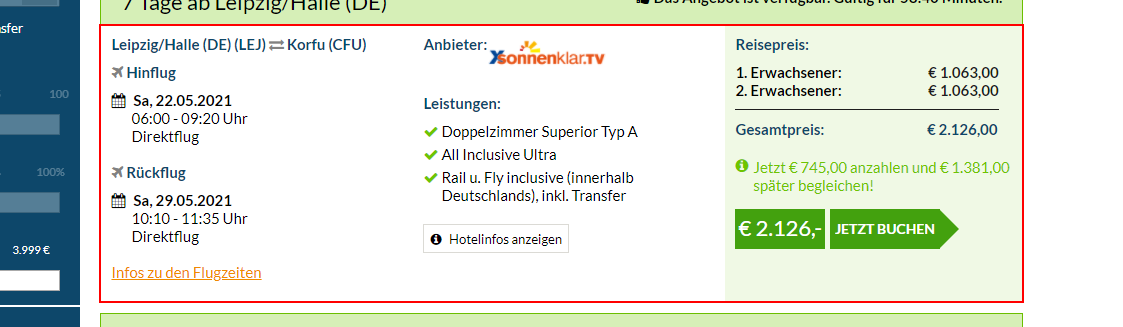 7 Tage ab Leipzig/Halle (DE)
Das Angebot ist verfügbar. Gültig für 58:40 Minuten.
nsfer
100
100%
3.999 €
Leipzig/Halle (DE) (LEJ) Korfu (CFU)
Hinflug
Sa, 22.05.2021
06:00 - 09:20 Uhr
Direktflug
Rückflug
Sa, 29.05.2021
10:10 - 11:35 Uhr
Direktflug
Infos zu den Flugzeiten
Anbieter:
sonnenklar.TV
Leistungen:
Doppelzimmer Superior Typ A
All Inclusive Ultra
Rail u. Fly inclusive (innerhalb
Deutschlands), inkl. Transfer
Hotelinfos anzeigen
Reisepreis:
1. Erwachsener: € 1.063,00
2. Erwachsener: € 1.063,00
Gesamtpreis: € 2.126,00
Jetzt € 745,00 anzahlen und € 1.381,00
später begleichen!
€ 2.126,-
JETZT BUCHEN